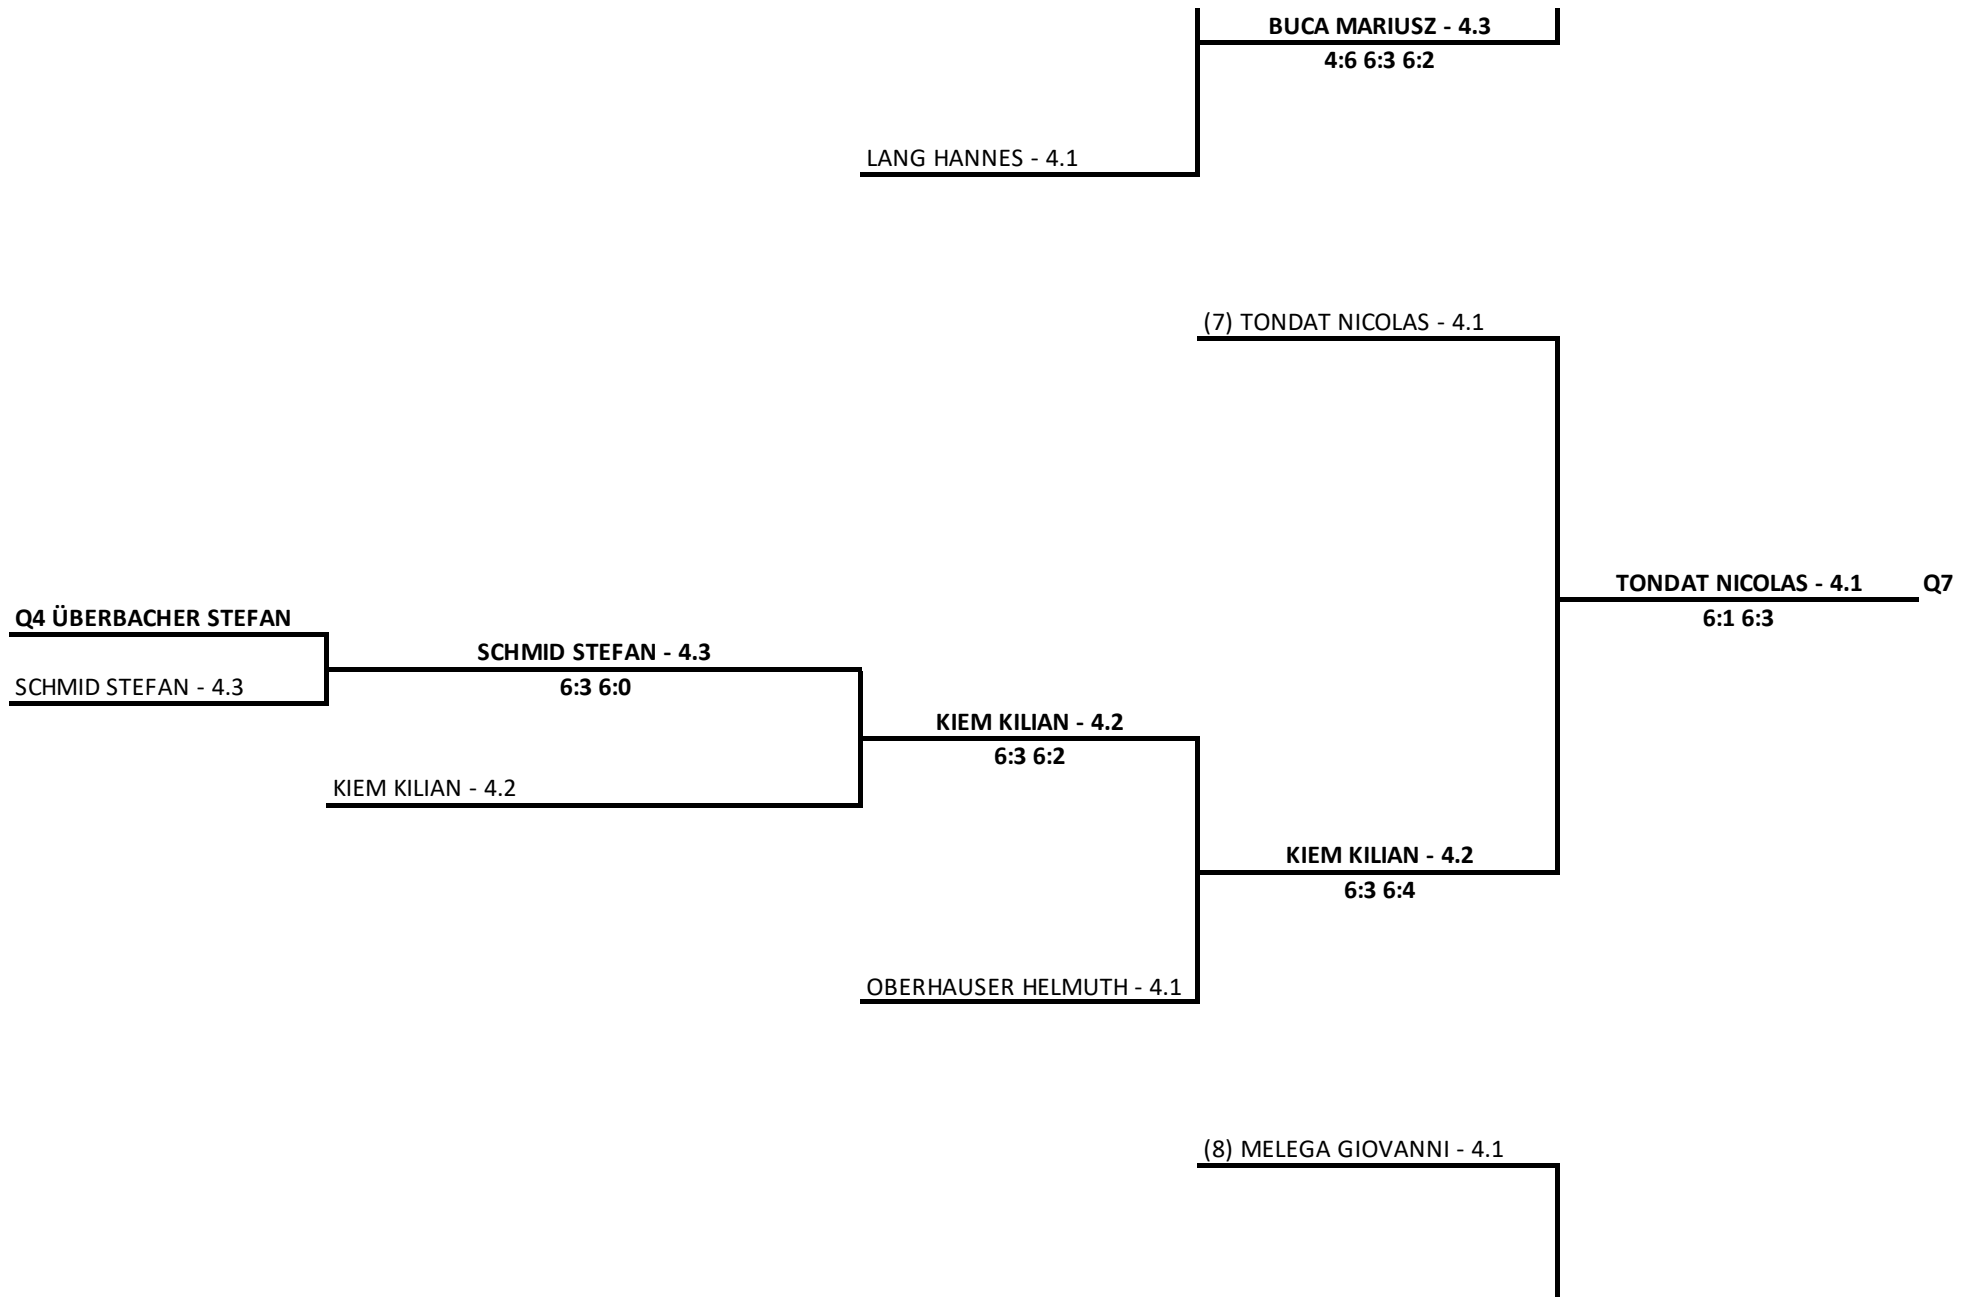 BUCA MARIUSZ - 4.3
4:6 6:3 6:2
LANG HANNES - 4.1
(7) TONDAT NICOLAS - 4.1
TONDAT NICOLAS - 4.1 Q7
6:1 6:3
Q4 ÜBERBACHER STEFAN
SCHMID STEFAN - 4.3
SCHMID STEFAN - 4.3
6:3 6:0
KIEM KILIAN - 4.2
6:3 6:2
KIEM KILIAN - 4.2
KIEM KILIAN - 4.2
6:3 6:4
OBERHAUSER HELMUTH - 4.1
(8) MELEGA GIOVANNI - 4.1